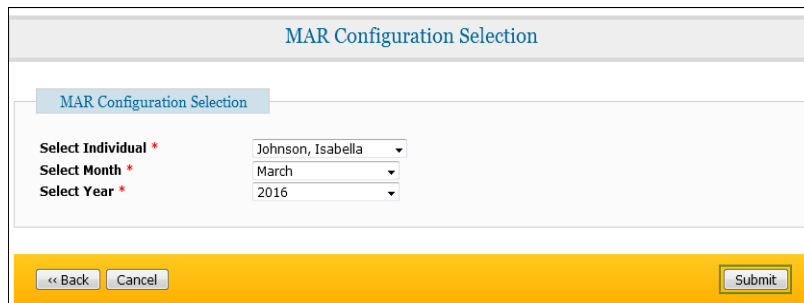 MAR Configuration Selection
MAR Configuration Selection
Select Individual * Johnson, Isabella
Select Month * March
Select Year * 2016
‹‹ Back Cancel Submit